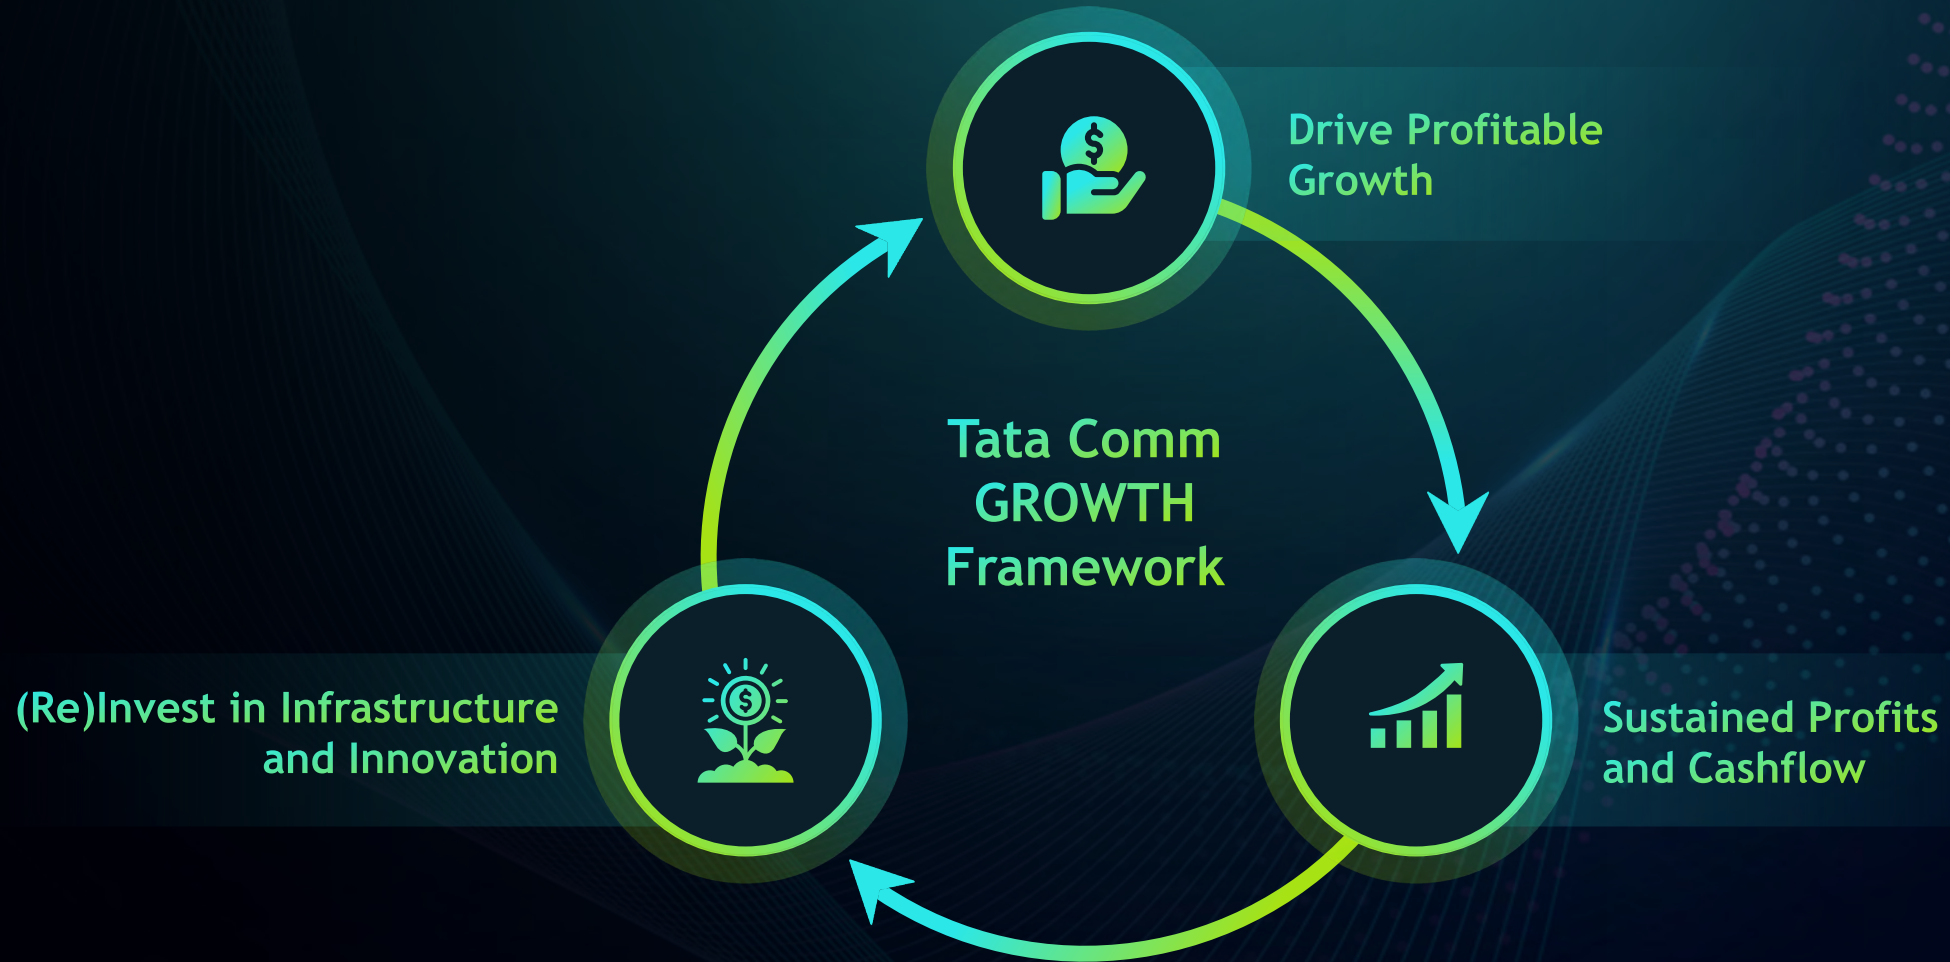 Drive Profitable
Growth
Tata Comm
GROWTH
Framework
(Re)Invest in Infrastructure
and Innovation
Sustained Profits
and Cashflow